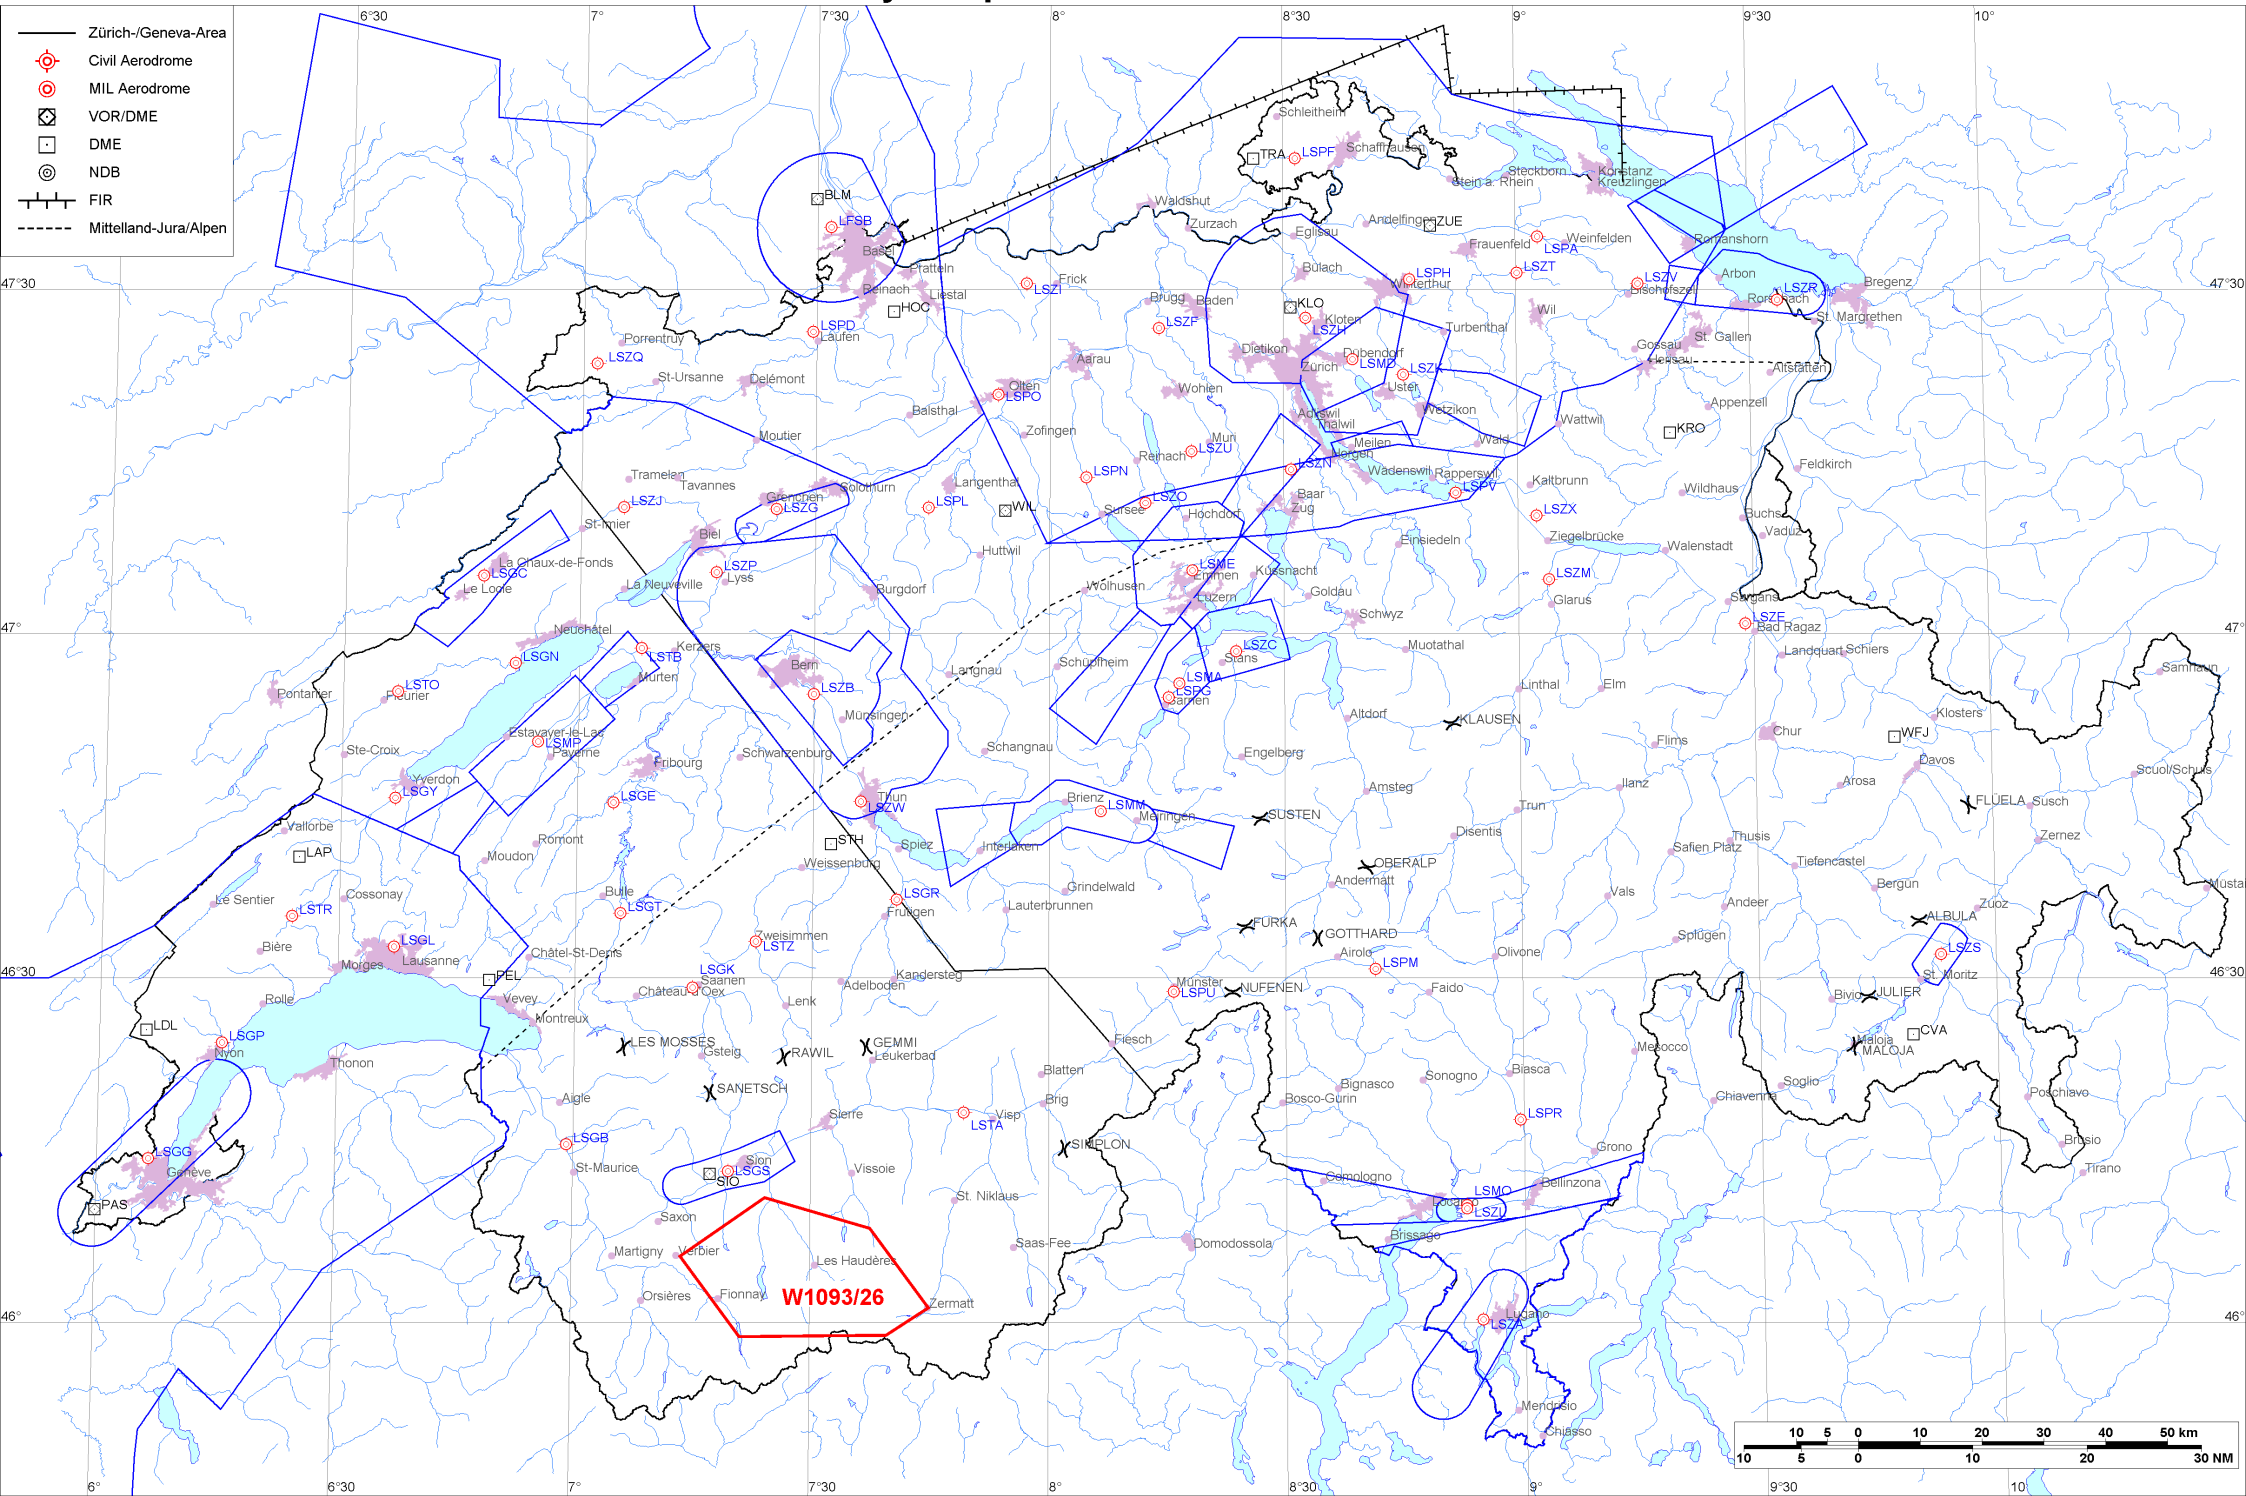 Zürich-/Geneva-Area
Civil Aerodrome
MIL Aerodrome
VOR/DME
DME
NDB
FIR
Mittelland-Jura/Alpen
6°30
7°
7°30
8°
8°30
9°
9°30
10°
Schleitheim
TRA
LSPF
Schaffhausen
Steckborn
Stein a. Rhein
Konstanz
Kreuzlingen
BLM
LFSB
Basel
Waldshut
Zurzach
Eglisau
Andelfingen
ZUE
Frauenfeld
LSPA
Weinfelden
Romanshorn
Pratteln
Reinach
Liestal
HOC
LSZI
Frick
Bülach
LSPH
Winterthur
LSZT
LSZV
Bischofszell
Arbon
LSZR
Rorschach
Bregenz
47°30
47°30
St. Margrethen
Brugg
Baden
KLO
Kloten
LSZH
LSZF
Wil
Turbenthal
St. Gallen
Gossau
Herisau
LSPD
Laufen
Porrentruy
LSZQ
St-Ursanne
Delémont
Aarau
Dietikon
Zürich
Dübendorf
LSMD
LSZK
Uster
Altstätten
Olten
LSPO
Wohlen
Wetzikon
Balsthal
Adliswil
Thalwil
Appenzell
Wattwil
KRO
Moutier
Zofingen
Muri
LSZU
Meilen
Horgen
Wald
Tramelan
Tavannes
Reinach
LSPN
LSZN
Wädenswil
Rapperswil
LSPV
Kaltbrunn
Feldkirch
Wildhaus
Grenchen
Solothurn
LSZG
Langenthal
LSPL
WIL
LSZO
Sursee
Hochdorf
Baar
Zug
LSZJ
St-Imier
LSZX
Buchs
Vaduz
Biel
Huttwil
Einsiedeln
Ziegelbrücke
Walenstadt
La Chaux-de-Fonds
LSGC
Le Locle
La Neuveville
LSZP
Lyss
Burgdorf
Wolhusen
LSME
Emmen
Luzern
Küssnacht
Goldau
LSZM
Glarus
Sargans
Schwyz
LSZE
Bad Ragaz
47°
47°
Neuchâtel
LSGN
LSTB
Kerzers
Murten
Bern
LSZB
Langnau
Schüpfheim
LSZC
Stans
Muotathal
Landquart
Schiers
Samnaun
Pontarlier
LSTO
Fleurier
LSMA
LSPG
Sarnen
Linthal
Elm
Klosters
Münsingen
Altdorf
KLAUSEN
Estavayer-le-Lac
LSMP
Payerne
Ste-Croix
Schwarzenburg
Schangnau
Engelberg
Flims
Chur
WFJ
Davos
Yverdon
LSGY
Fribourg
LSGE
Thun
LSZW
Brienz
LSMM
Meiringen
Amsteg
SUSTEN
Ilanz
Trun
Arosa
Scuol/Schuls
FLÜELA
Susch
Vallorbe
LAP
Romont
Moudon
STH
Weissenburg
Spiez
Interlaken
Disentis
Thusis
Safien Platz
Zernez
Tiefencastel
OBERALP
Andermatt
Grindelwald
Bergün
Vals
Müstair
Le Sentier
Cossonay
LSTR
Bulle
LSGT
LSGR
Frutigen
Lauterbrunnen
FURKA
GOTTHARD
Andeer
ALBULA
Zuoz
Bière
LSGL
Morges
Lausanne
Châtel-St-Denis
Zweisimmen
LSTZ
Airolo
LSPM
Olivone
Splügen
LSZS
St. Moritz
46°30
46°30
PEL
Vevey
LSGK
Saanen
Château-d'Oex
Adelboden
Kandersteg
Lenk
Münster
LSPU
NUFENEN
Faido
Bivio
JULIER
Rolle
Montreux
LDL
LSGP
Nyon
Thonon
LES MOSSES
Gsteig
RAWIL
GEMMI
Leukerbad
Fiesch
Mesocco
Maloja
MALOJA
CVA
SANETSCH
Blatten
Bignasco
Sonogno
Biasca
Soglio
Chiavenna
Poschiavo
Aigle
Sierre
LSTA
Visp
Brig
Bosco-Gurin
LSPR
LSGB
SIMPLON
Grono
Brusio
LSGG
Genève
St-Maurice
Sion
LSGS
SIO
Vissoie
Tirano
PAS
St. Niklaus
Comologno
LSMO
LSZL
Locarno
Bellinzona
Saxon
Martigny
Verbier
Saas-Fee
Domodossola
Brissago
Les Haudères
Orsières
Fionnay
W1093/26
Zermatt
46°
46°
Lugano
LSZA
Mendrisio
Chiasso
10 5 0 10 20 30 40 50 km
10 5 0 10 20 30 NM
6°
6°30
7°
7°30
8°
8°30
9°
9°30
10°